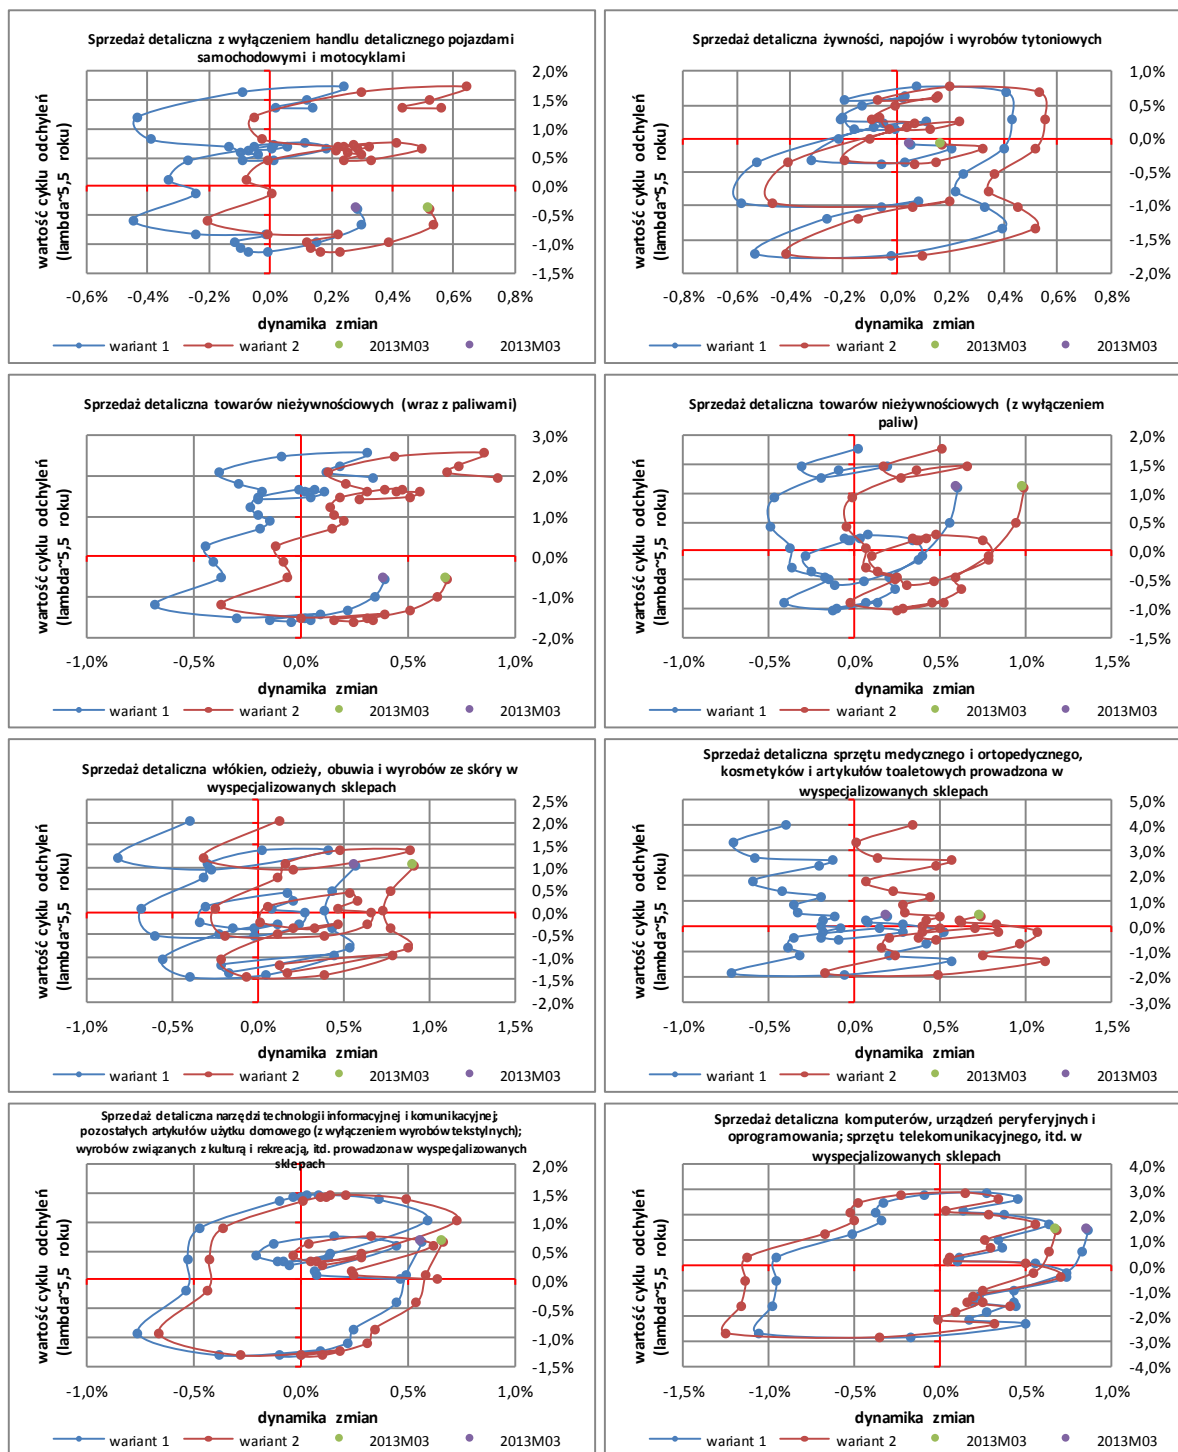 Sprzedaż detaliczna z wyłączeniem handlu detalicznego pojazdami
samochodowymi i motocyklami
wartość cyklu odchyleń
(lambda~5,5 roku)
2,0%
1,5%
1,0%
0,5%
0,0%
-0,5%
-1,0%
-1,5%
-0,6% -0,4% -0,2% 0,0% 0,2% 0,4% 0,6% 0,8%
dynamika zmian
wariant 1 wariant 2 2013M03 2013M03
Sprzedaż detaliczna żywności, napojów i wyrobów tytoniowych
wartość cyklu odchyleń
(lambda~5,5 roku)
1,0%
0,5%
0,0%
-0,5%
-1,0%
-1,5%
-2,0%
-0,8% -0,6% -0,4% -0,2% 0,0% 0,2% 0,4% 0,6% 0,8%
dynamika zmian
wariant 1 wariant 2 2013M03 2013M03
Sprzedaż detaliczna towarów nieżywnościowych (wraz z paliwami)
wartość cyklu odchyleń
(lambda~5,5 roku)
3,0%
2,0%
1,0%
0,0%
-1,0%
-2,0%
-1,0% -0,5% 0,0% 0,5% 1,0%
dynamika zmian
wariant 1 wariant 2 2013M03 2013M03
Sprzedaż detaliczna towarów nieżywnościowych (z wyłączeniem
paliw)
wartość cyklu odchyleń
(lambda~5,5 roku)
2,0%
1,5%
1,0%
0,5%
0,0%
-0,5%
-1,0%
-1,5%
-1,0% -0,5% 0,0% 0,5% 1,0% 1,5%
dynamika zmian
wariant 1 wariant 2 2013M03 2013M03
Sprzedaż detaliczna włókien, odzieży, obuwia i wyrobów ze skóry w
wyspecjalizowanych sklepach
wartość cyklu odchyleń
(lambda~5,5 roku)
2,5%
2,0%
1,5%
1,0%
0,5%
0,0%
-0,5%
-1,0%
-1,5%
-2,0%
-1,0% -0,5% 0,0% 0,5% 1,0% 1,5%
dynamika zmian
wariant 1 wariant 2 2013M03 2013M03
Sprzedaż detaliczna sprzętu medycznego i ortopedycznego,
kosmetyków i artykułów toaletowych prowadzona w
wyspecjalizowanych sklepach
wartość cyklu odchyleń
(lambda~5,5 roku)
5,0%
4,0%
3,0%
2,0%
1,0%
0,0%
-1,0%
-2,0%
-3,0%
-1,0% -0,5% 0,0% 0,5% 1,0% 1,5%
dynamika zmian
wariant 1 wariant 2 2013M03 2013M03
Sprzedaż detaliczna narzędzi technologii informacyjnej i komunikacyjnej;
pozostałych artykułów użytku domowego (z wyłączeniem wyrobów tekstylnych);
wyrobów związanych z kulturą i rekreacją, itd. prowadzona w wyspecjalizowanych
sklepach
wartość cyklu odchyleń
(lambda~5,5 roku)
2,0%
1,5%
1,0%
0,5%
0,0%
-0,5%
-1,0%
-1,5%
-1,0% -0,5% 0,0% 0,5% 1,0%
dynamika zmian
wariant 1 wariant 2 2013M03 2013M03
Sprzedaż detaliczna komputerów, urządzeń peryferyjnych i
oprogramowania; sprzętu telekomunikacyjnego, itd. w
wyspecjalizowanych sklepach
wartość cyklu odchyleń
(lambda~5,5 roku)
4,0%
3,0%
2,0%
1,0%
0,0%
-1,0%
-2,0%
-3,0%
-4,0%
-1,5% -1,0% -0,5% 0,0% 0,5% 1,0%
dynamika zmian
wariant 1 wariant 2 2013M03 2013M03